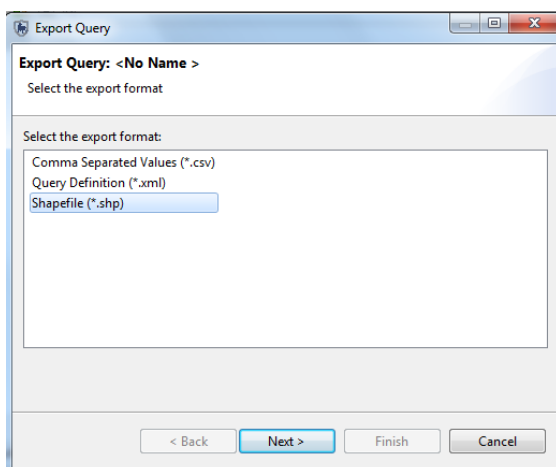 Export Query
Export Query: <No Name >
Select the export format
Select the export format:
Comma Separated Values (*.csv)
Query Definition (*.xml)
Shapefile (*.shp)
< Back Next > Finish Cancel